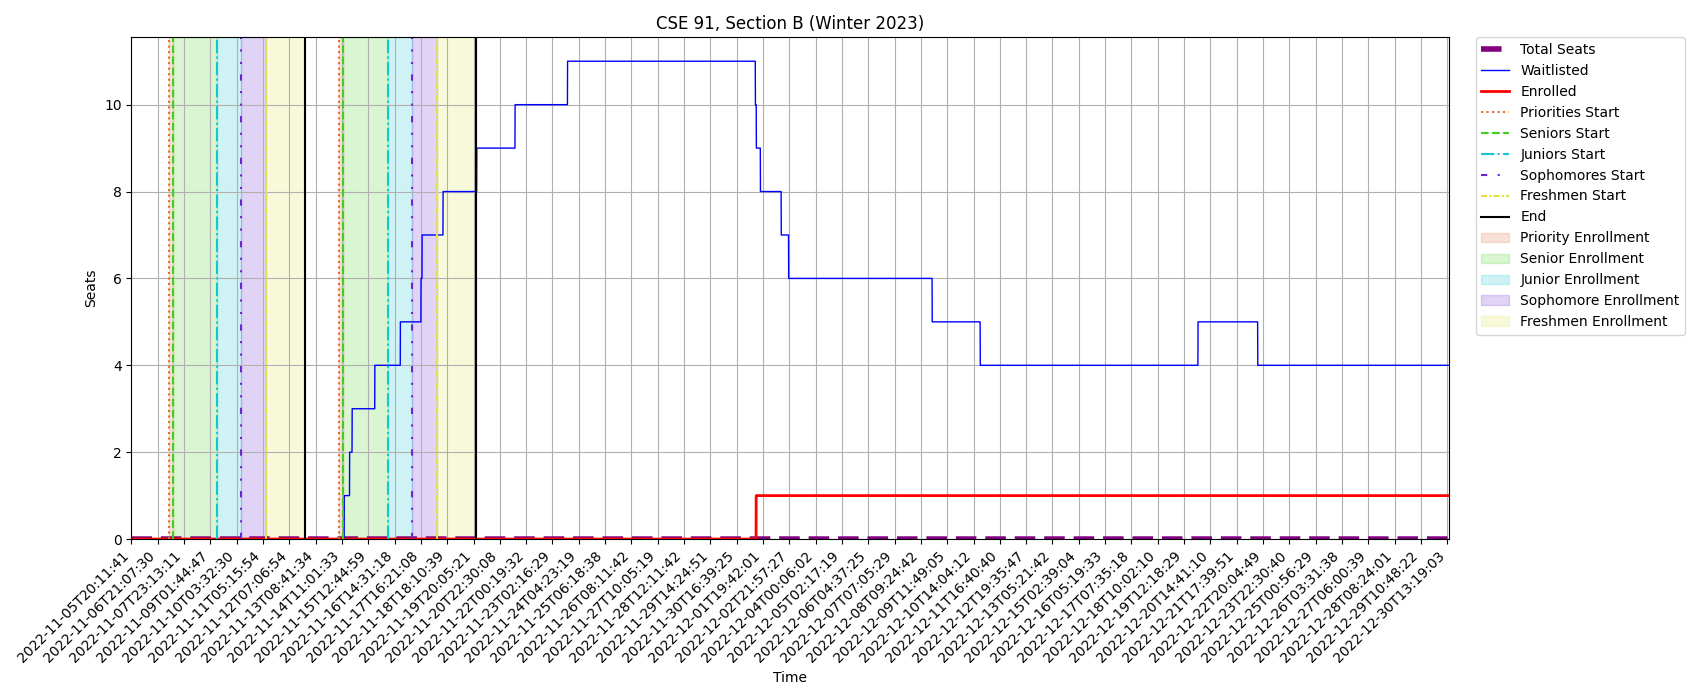 CSE 91, Section B (Winter 2023)
Seats
10
8
6
4
2
0
2022-11-05T20:11:41
2022-11-06T21:07:30
2022-11-07T23:13:11
2022-11-09T01:44:47
2022-11-10T03:32:30
2022-11-11T05:15:54
2022-11-12T07:06:54
2022-11-13T08:41:34
2022-11-14T11:01:33
2022-11-15T12:44:59
2022-11-16T14:31:18
2022-11-17T16:21:08
2022-11-18T18:10:39
2022-11-19T20:05:21
2022-11-20T22:30:08
2022-11-22T00:19:32
2022-11-23T02:16:29
2022-11-24T04:23:19
2022-11-25T06:18:38
2022-11-26T08:11:42
2022-11-27T10:05:19
2022-11-28T12:11:42
2022-11-29T14:24:51
2022-11-30T16:39:25
2022-12-01T19:42:01
2022-12-02T21:57:27
2022-12-04T00:06:02
2022-12-05T02:17:19
2022-12-06T04:37:25
2022-12-07T07:05:29
2022-12-08T09:24:42
2022-12-09T11:49:05
2022-12-10T14:04:12
2022-12-11T16:40:40
2022-12-12T19:35:47
2022-12-13T05:21:42
2022-12-15T02:39:04
2022-12-16T05:19:33
2022-12-17T07:35:18
2022-12-18T10:02:10
2022-12-19T12:18:29
2022-12-20T14:41:10
2022-12-21T17:39:51
2022-12-22T20:04:49
2022-12-23T22:30:40
2022-12-25T00:56:29
2022-12-26T03:31:38
2022-12-27T06:00:39
2022-12-28T08:24:01
2022-12-29T10:48:22
2022-12-30T13:19:03
Time
Total Seats
Waitlisted
Enrolled
Priorities Start
Seniors Start
Juniors Start
Sophomores Start
Freshmen Start
End
Priority Enrollment
Senior Enrollment
Junior Enrollment
Sophomore Enrollment
Freshmen Enrollment